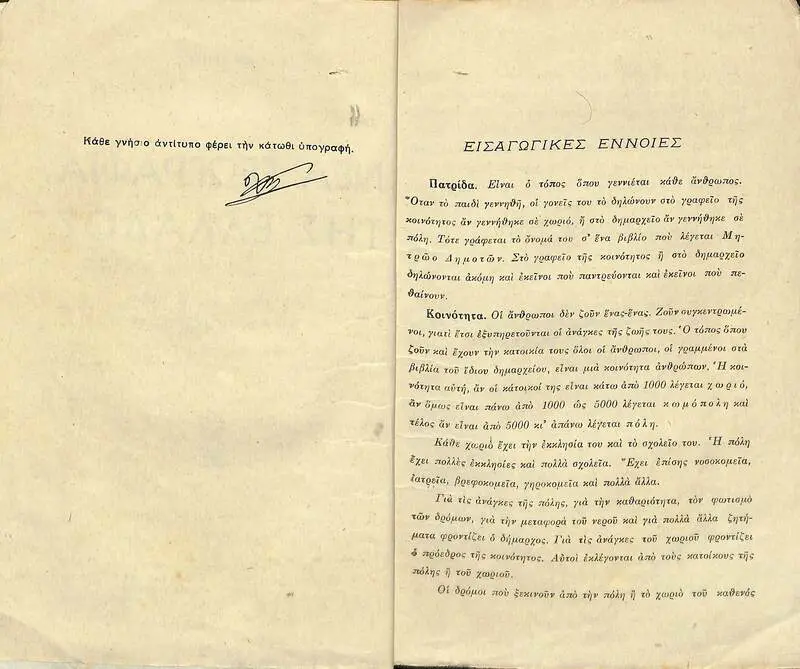 Κάθε γνήσιο ἀντίτυπο φέρει τὴν κάτωθι ὑπογραφή.
ΕΙΣΑΓΩΓΙΚΕΣ ΕΝΝΟΙΕΣ
Πατρίδα. Εἶναι ὁ τόπος ὅπου γεννιέται κάθε ἄνθρωπος.
Ὅταν τὸ παιδὶ γεννηθῆ, οἱ γονεῖς του τὸ δηλώνουν στὸ γραφεῖο τῆς
κοινότητος ἂν γεννήθηκε σὲ χωριό, ἢ στὸ δημαρχεῖο ἂν γεννήθηκε σὲ
πόλη. Τότε γράφεται τὸ ὄνομά του σ' ἕνα βιβλίο ποὺ λέγεται Μη-
τρῶο Δημοτῶν. Στὸ γραφεῖο τῆς κοινότητος ἢ στὸ δημαρχεῖο
δηλώνονται ἀκόμη καὶ ἐκεῖνοι ποὺ παντρεύονται καὶ ἐκεῖνοι ποὺ πε-
θαίνουν.
Κοινότητα. Οἱ ἄνθρωποι δὲν ζοῦν ἕνας-ἕνας. Ζοῦν συγκεντρωμέ-
νοι, γιατὶ ἔτσι ἐξυπηρετοῦνται οἱ ἀνάγκες τῆς ζωῆς τους. Ὁ τόπος ὅπου
ζοῦν καὶ ἔχουν τὴν κατοικία τους ὅλοι οἱ ἄνθρωποι, οἱ γραμμένοι στὰ
βιβλία τοῦ ἴδιου δημαρχείου, εἶναι μιὰ κοινότητα ἀνθρώπων. Ἡ κοι-
νότητα αὐτή, ἂν οἱ κάτοικοί της εἶναι κάτω ἀπὸ 1000 λέγεται χωριό,
ἂν ὅμως εἶναι πάνω ἀπὸ 1000 ὣς 5000 λέγεται κωμόπολη καὶ
τέλος ἂν εἶναι ἀπὸ 5000 κι' ἀπάνω λέγεται πόλη.
Κάθε χωριὸ ἔχει τὴν ἐκκλησία του καὶ τὸ σχολεῖο του. Ἡ πόλη
ἔχει πολλὲς ἐκκλησίες καὶ πολλὰ σχολεῖα. Ἔχει ἐπίσης νοσοκομεῖα,
ἰατρεῖα, βρεφοκομεῖα, γηροκομεῖα καὶ πολλὰ ἄλλα.
Γιὰ τὶς ἀνάγκες τῆς πόλης, γιὰ τὴν καθαριότητα, τὸν φωτισμὸ
τῶν δρόμων, γιὰ τὴν μεταφορὰ τοῦ νεροῦ καὶ γιὰ πολλὰ ἄλλα ζητή-
ματα φροντίζει ὁ δήμαρχος. Γιὰ τὶς ἀνάγκες τοῦ χωριοῦ φροντίζει
ὁ πρόεδρος τῆς κοινότητος. Αὐτοὶ ἐκλέγονται ἀπὸ τοὺς κατοίκους τῆς
πόλης ἢ τοῦ χωριοῦ.
Οἱ δρόμοι ποὺ ξεκινοῦν ἀπὸ τὴν πόλη ἢ τὸ χωριὸ τοῦ καθενός